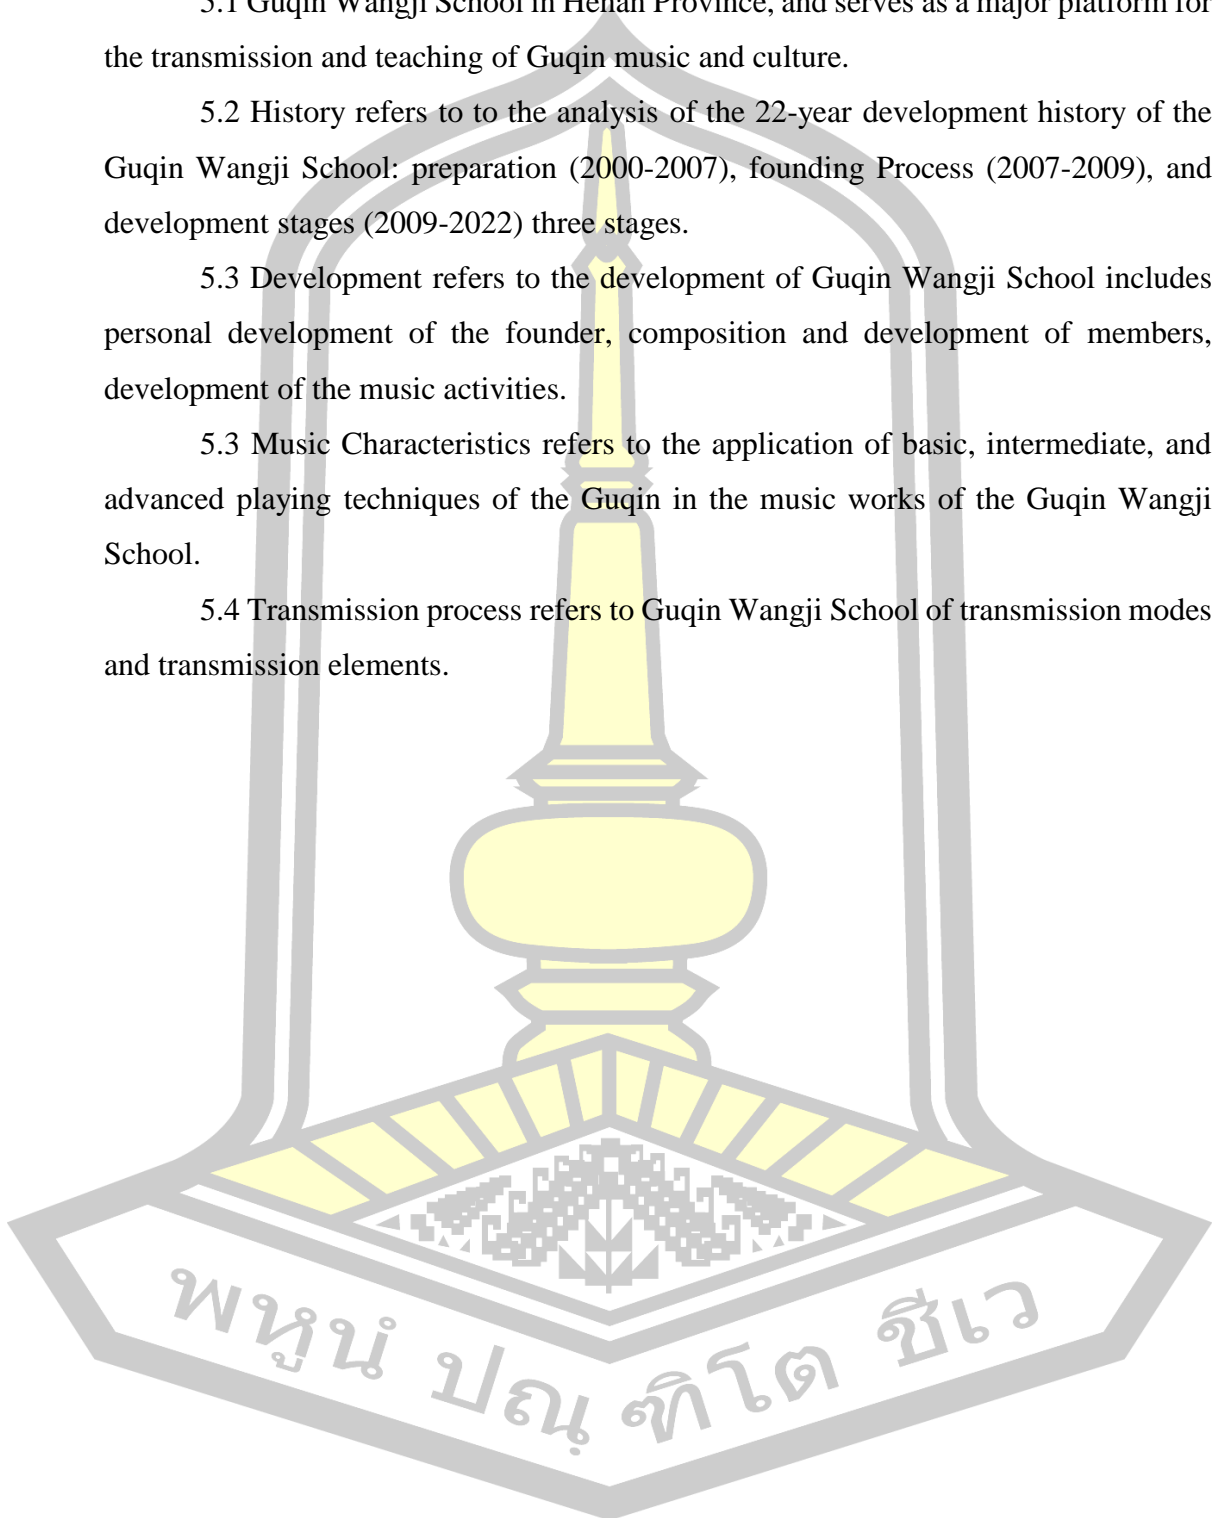 5.1 Guqin Wangji School in Henan Province, and serves as a major platform for
the transmission and teaching of Guqin music and culture.
5.2 History refers to to the analysis of the 22-year development history of the
Guqin Wangji School: preparation (2000-2007), founding Process (2007-2009), and
development stages (2009-2022) three stages.
5.3 Development refers to the development of Guqin Wangji School includes
personal development of the founder, composition and development of members,
development of the music activities.
5.3 Music Characteristics refers to the application of basic, intermediate, and
advanced playing techniques of the Guqin in the music works of the Guqin Wangji
School.
5.4 Transmission process refers to Guqin Wangji School of transmission modes
and transmission elements.
พหูนํ ปณฺฑิโต ชีเว